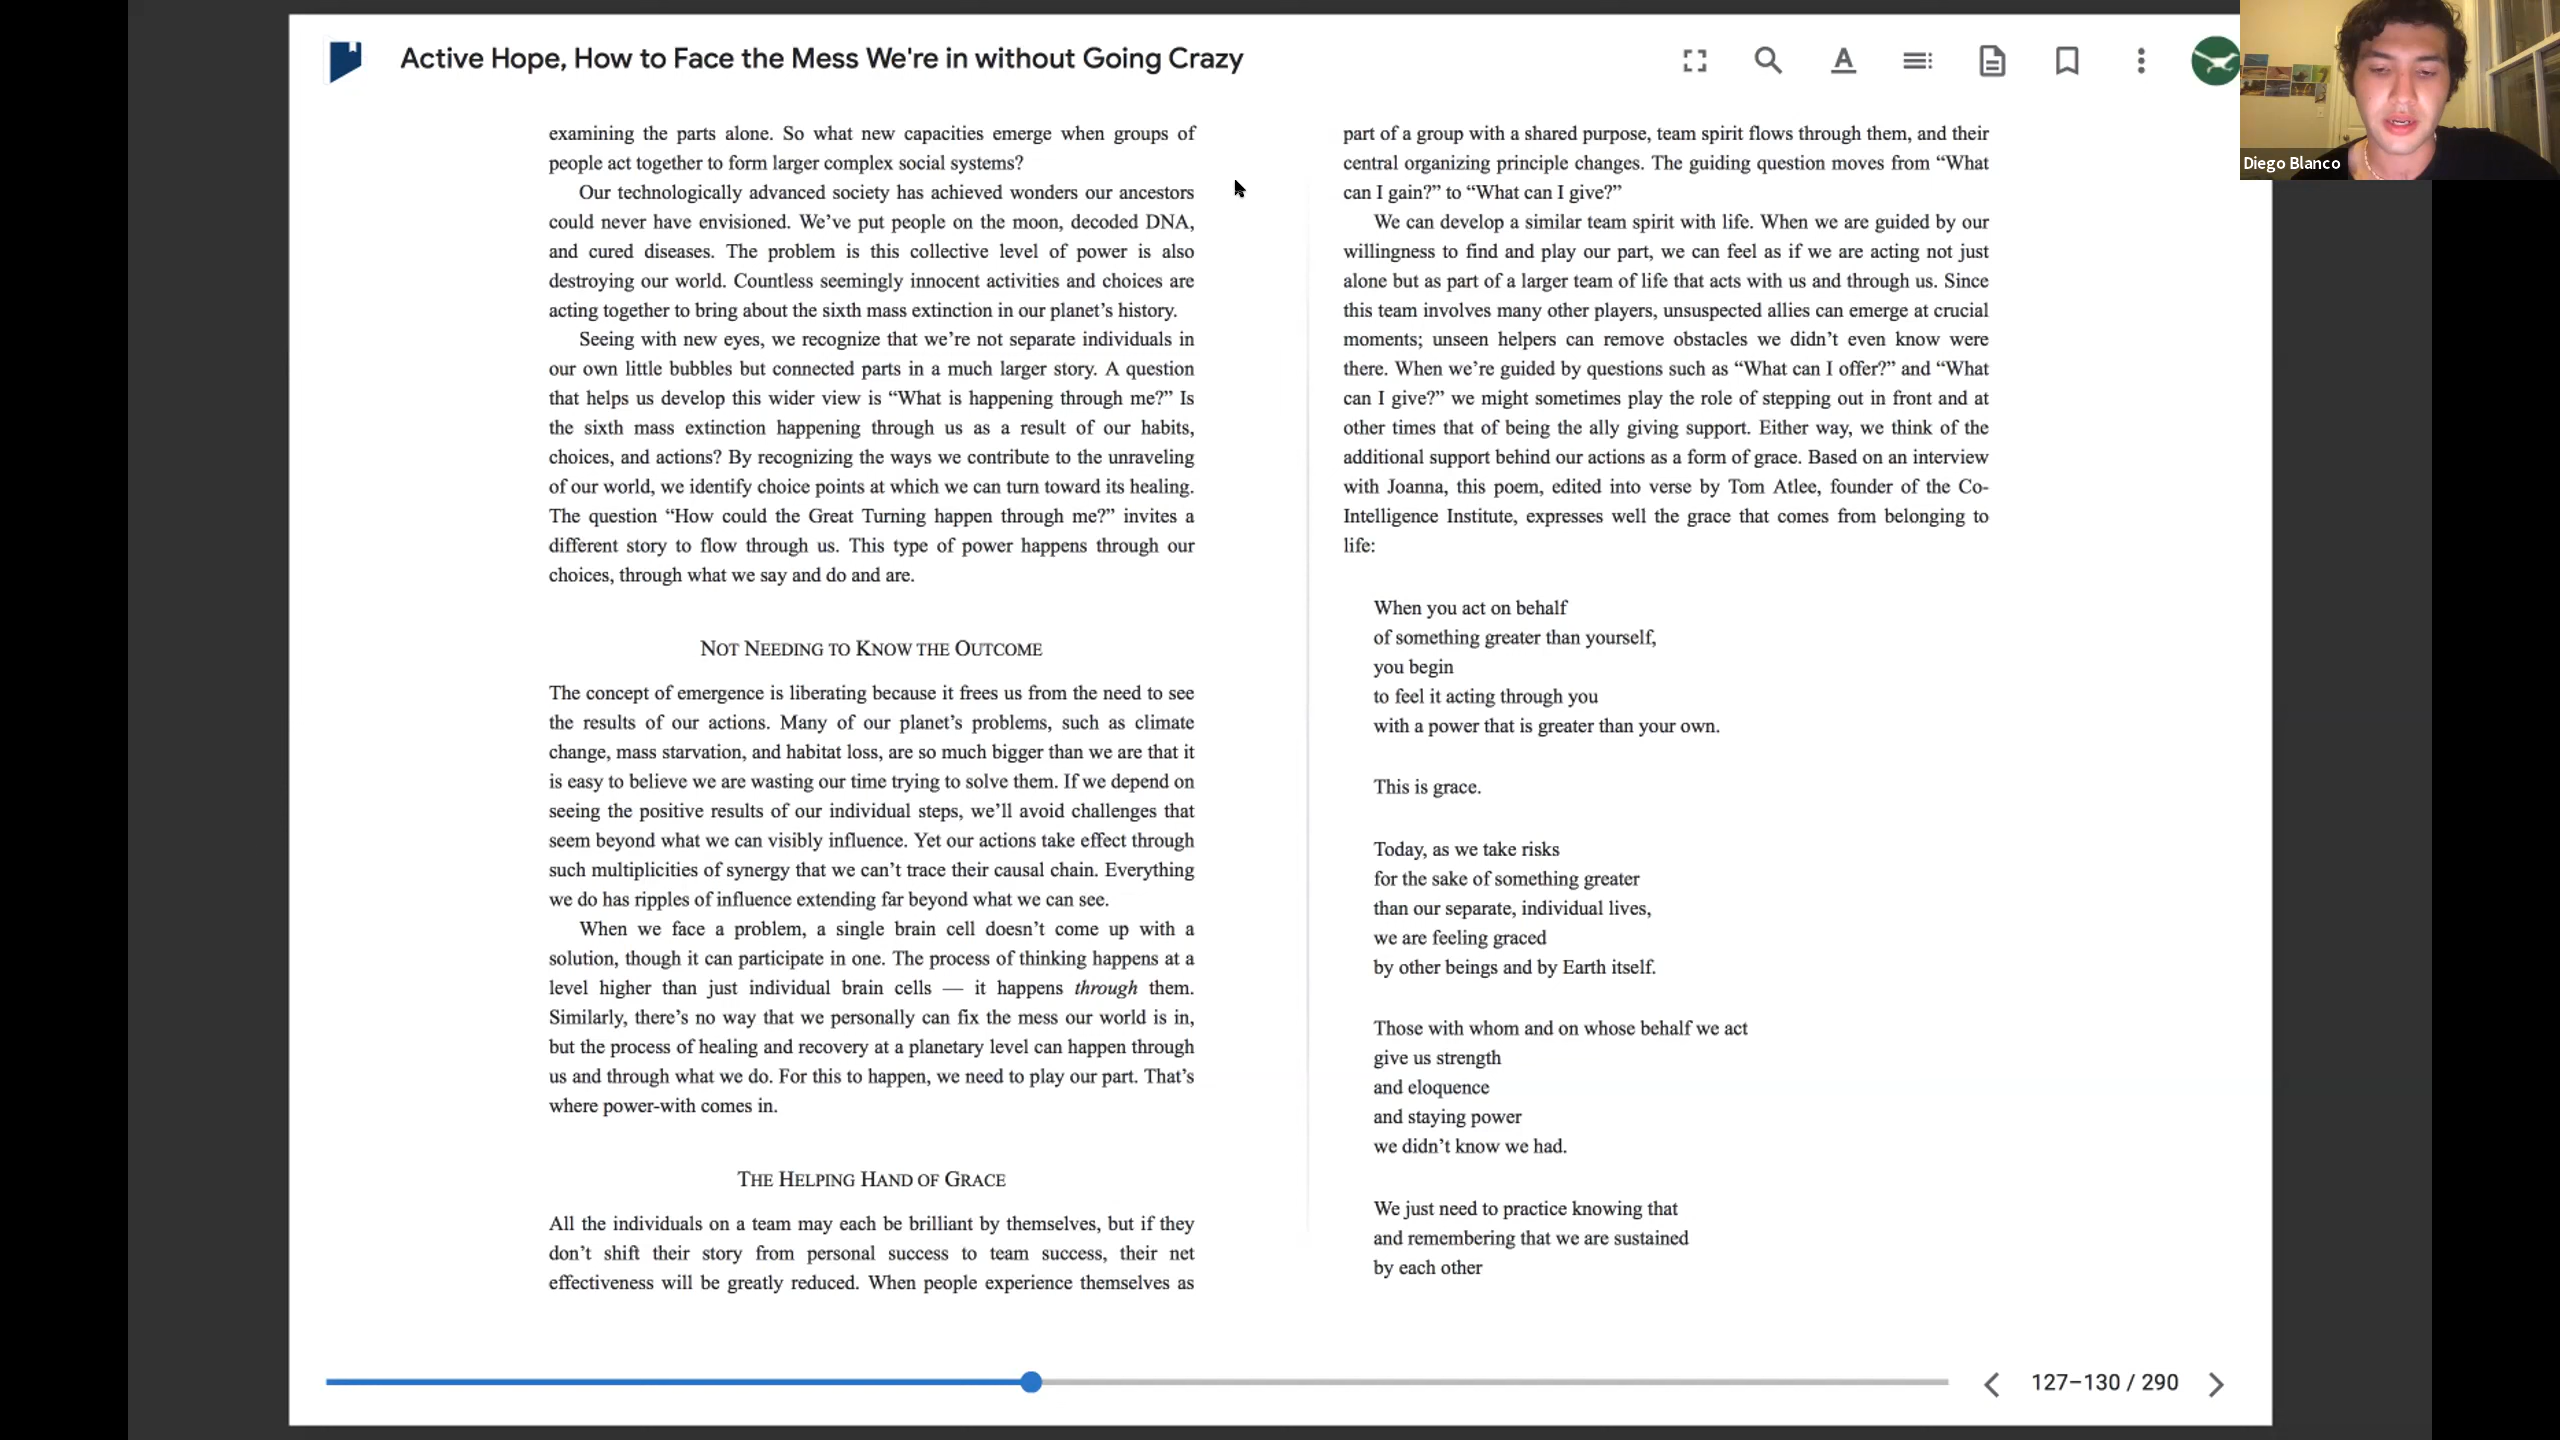 Active Hope, How to Face the Mess We're in without Going Crazy
Diego Blanco
examining the parts alone. So what new capacities emerge when groups of
people act together to form larger complex social systems?
Our technologically advanced society has achieved wonders our ancestors
could never have envisioned. We’ve put people on the moon, decoded DNA,
and cured diseases. The problem is this collective level of power is also
destroying our world. Countless seemingly innocent activities and choices are
acting together to bring about the sixth mass extinction in our planet’s history.
Seeing with new eyes, we recognize that we’re not separate individuals in
our own little bubbles but connected parts in a much larger story. A question
that helps us develop this wider view is “What is happening through me?” Is
the sixth mass extinction happening through us as a result of our habits,
choices, and actions? By recognizing the ways we contribute to the unraveling
of our world, we identify choice points at which we can turn toward its healing.
The question “How could the Great Turning happen through me?” invites a
different story to flow through us. This type of power happens through our
choices, through what we say and do and are.
NOT NEEDING TO KNOW THE OUTCOME
The concept of emergence is liberating because it frees us from the need to see
the results of our actions. Many of our planet’s problems, such as climate
change, mass starvation, and habitat loss, are so much bigger than we are that it
is easy to believe we are wasting our time trying to solve them. If we depend on
seeing the positive results of our individual steps, we’ll avoid challenges that
seem beyond what we can visibly influence. Yet our actions take effect through
such multiplicities of synergy that we can’t trace their causal chain. Everything
we do has ripples of influence extending far beyond what we can see.
When we face a problem, a single brain cell doesn’t come up with a
solution, though it can participate in one. The process of thinking happens at a
level higher than just individual brain cells — it happens through them.
Similarly, there’s no way that we personally can fix the mess our world is in,
but the process of healing and recovery at a planetary level can happen through
us and through what we do. For this to happen, we need to play our part. That’s
where power-with comes in.
THE HELPING HAND OF GRACE
All the individuals on a team may each be brilliant by themselves, but if they
don’t shift their story from personal success to team success, their net
effectiveness will be greatly reduced. When people experience themselves as
part of a group with a shared purpose, team spirit flows through them, and their
central organizing principle changes. The guiding question moves from “What
can I gain?” to “What can I give?”
We can develop a similar team spirit with life. When we are guided by our
willingness to find and play our part, we can feel as if we are acting not just
alone but as part of a larger team of life that acts with us and through us. Since
this team involves many other players, unsuspected allies can emerge at crucial
moments; unseen helpers can remove obstacles we didn’t even know were
there. When we’re guided by questions such as “What can I offer?” and “What
can I give?” we might sometimes play the role of stepping out in front and at
other times that of being the ally giving support. Either way, we think of the
additional support behind our actions as a form of grace. Based on an interview
with Joanna, this poem, edited into verse by Tom Atlee, founder of the Co-
Intelligence Institute, expresses well the grace that comes from belonging to
life:
When you act on behalf
of something greater than yourself,
you begin
to feel it acting through you
with a power that is greater than your own.
This is grace.
Today, as we take risks
for the sake of something greater
than our separate, individual lives,
we are feeling graced
by other beings and by Earth itself.
Those with whom and on whose behalf we act
give us strength
and eloquence
and staying power
we didn’t know we had.
We just need to practice knowing that
and remembering that we are sustained
by each other
127–130 / 290